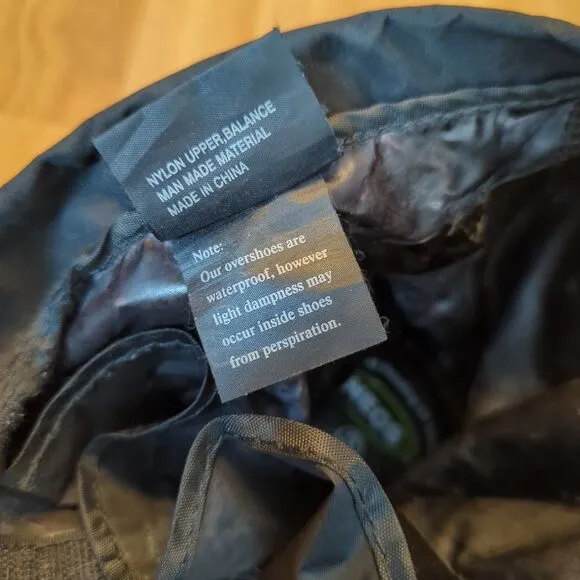 NYLON UPPER.BALANCE
MAN MADE MATERIAL
MADE IN CHINA
Note:
Our overshoes are
waterproof, however
light dampness may
occur inside shoes
from perspiration.